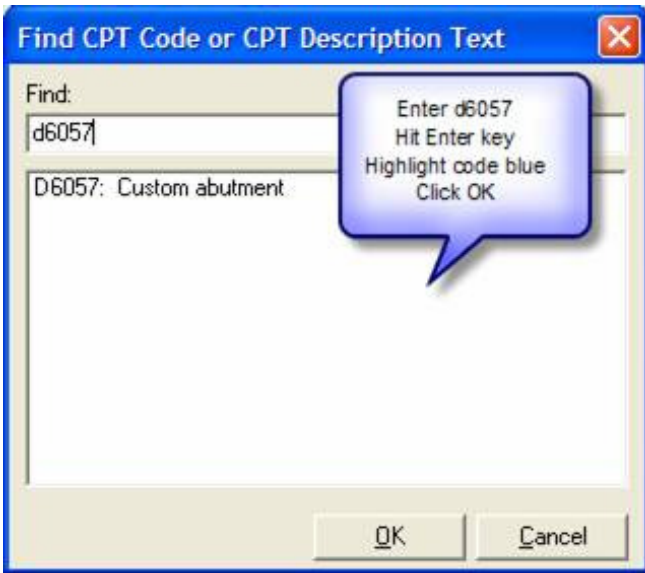 Find CPT Code or CPT Description Text
Find:
d6057
Enter d6057
Hit Enter key
Highlight code blue
Click OK
D6057: Custom abutment
OK
Cancel